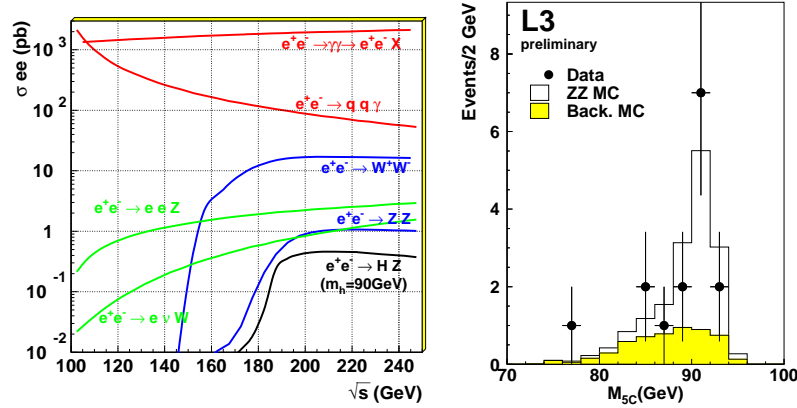 σ ee (pb)
10³
10²
10
1
10⁻¹
10⁻²
e⁺e⁻→γγ→e⁺e⁻X
e⁺e⁻→q q γ
e⁺e⁻→W⁺W⁻
e⁺e⁻→e e Z
e⁺e⁻→Z Z
e⁺e⁻→H Z
(mₕ=90GeV)
e⁺e⁻→e ν W
100 120 140 160 180 200 220 240
√s (GeV)
Events/2 GeV
8
6
4
2
0
L3
preliminary
Data
ZZ MC
Back. MC
70 80 90 100
M₅C(GeV)